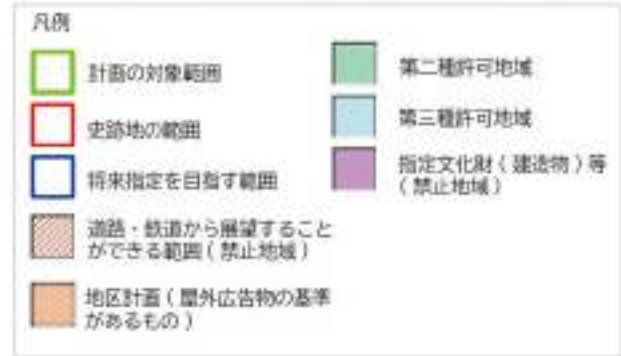 凡例
計画の対象範囲
史跡地の範囲
将来指定を目指す範囲
道路・鉄道から展望すること
ができる範囲(禁止地域)
地区計画(屋外広告物の基準
があるもの)
第二種許可地域
第三種許可地域
指定文化財(建造物)等
(禁止地域)